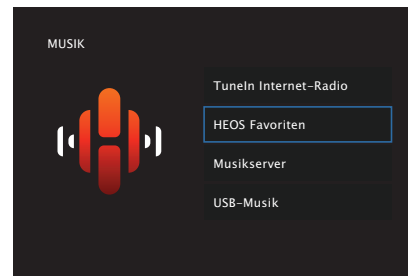 MUSIK
TuneIn Internet-Radio
HEOS Favoriten
Musikserver
USB-Musik